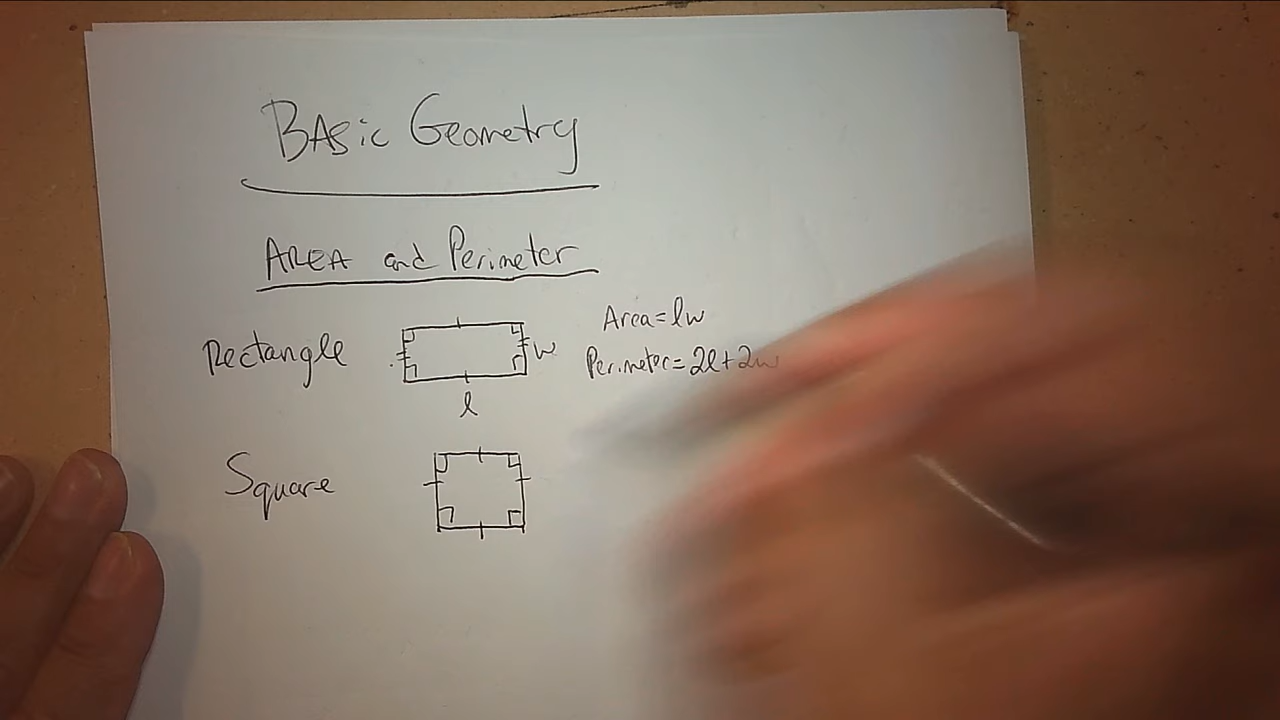 BASic Geometry
AREA and Perimeter
Rectangle
w
l
Area = lw
Perimeter = 2l + 2w
Square